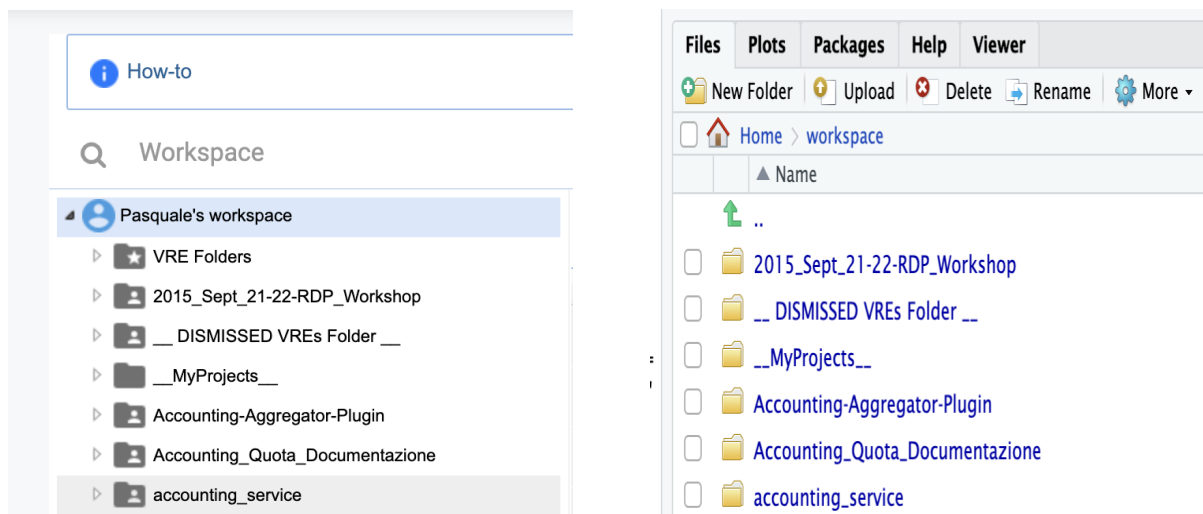 How-to
Workspace
Pasquale's workspace
VRE Folders
2015_Sept_21-22-RDP_Workshop
__ DISMISSED VREs Folder __
__MyProjects__
Accounting-Aggregator-Plugin
Accounting_Quota_Documentazione
accounting_service
Files Plots Packages Help Viewer
New Folder Upload Delete Rename More
Home workspace
Name
..
2015_Sept_21-22-RDP_Workshop
__ DISMISSED VREs Folder __
__MyProjects__
Accounting-Aggregator-Plugin
Accounting_Quota_Documentazione
accounting_service